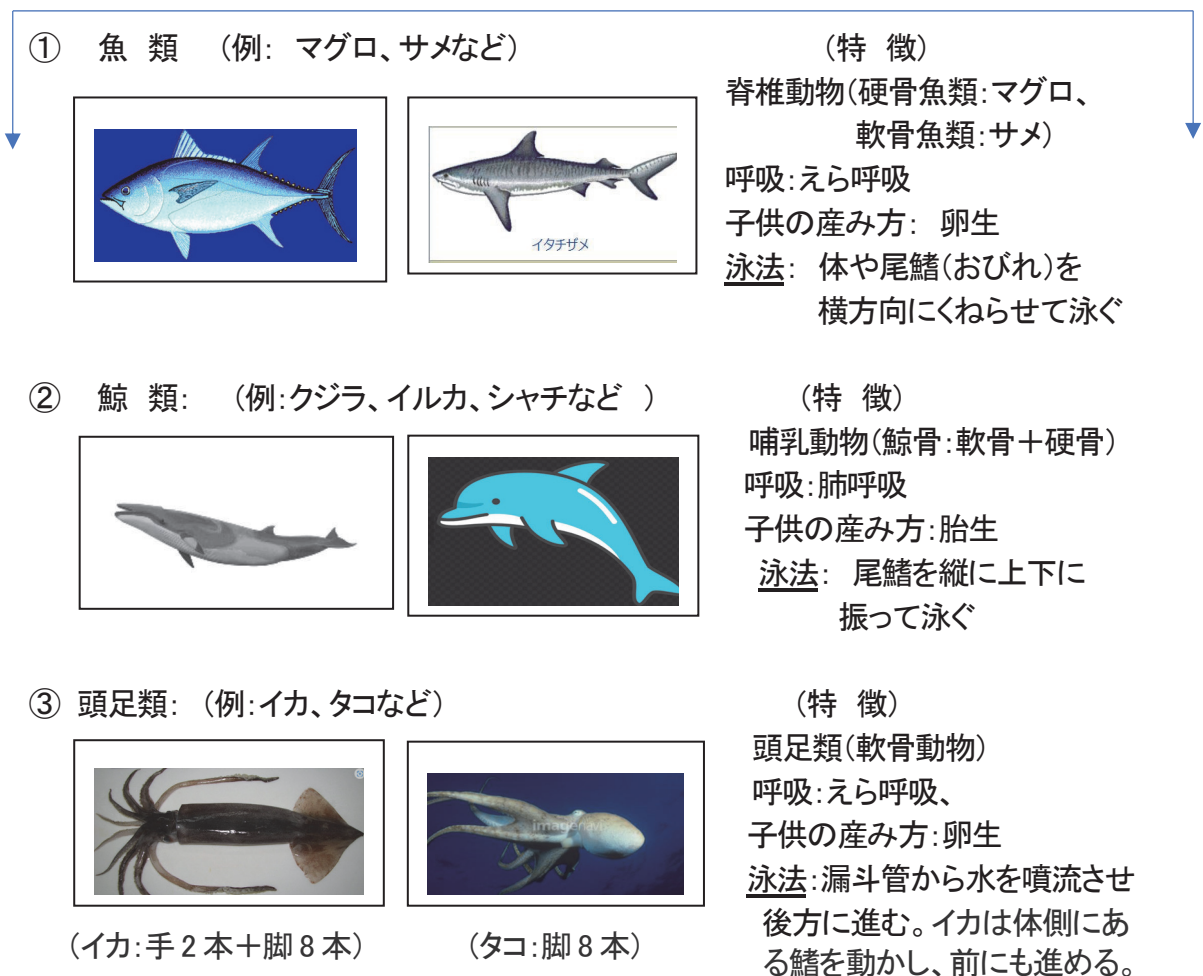 ① 魚 類 (例: マグロ、サメなど)
(特 徴)
脊椎動物(硬骨魚類:マグロ、
軟骨魚類:サメ)
呼吸:えら呼吸
子供の産み方: 卵生
泳法: 体や尾鰭(おびれ)を
横方向にくねらせて泳ぐ
イタチザメ
② 鯨 類: (例:クジラ、イルカ、シャチなど )
(特 徴)
哺乳動物(鯨骨:軟骨+硬骨)
呼吸:肺呼吸
子供の産み方:胎生
泳法: 尾鰭を縦に上下に
振って泳ぐ
③ 頭足類: (例:イカ、タコなど)
(特 徴)
頭足類(軟骨動物)
呼吸:えら呼吸、
子供の産み方:卵生
泳法:漏斗管から水を噴流させ
後方に進む。イカは体側にあ
る鰭を動かし、前にも進める。
(イカ:手2本+脚8本)
(タコ:脚8本)